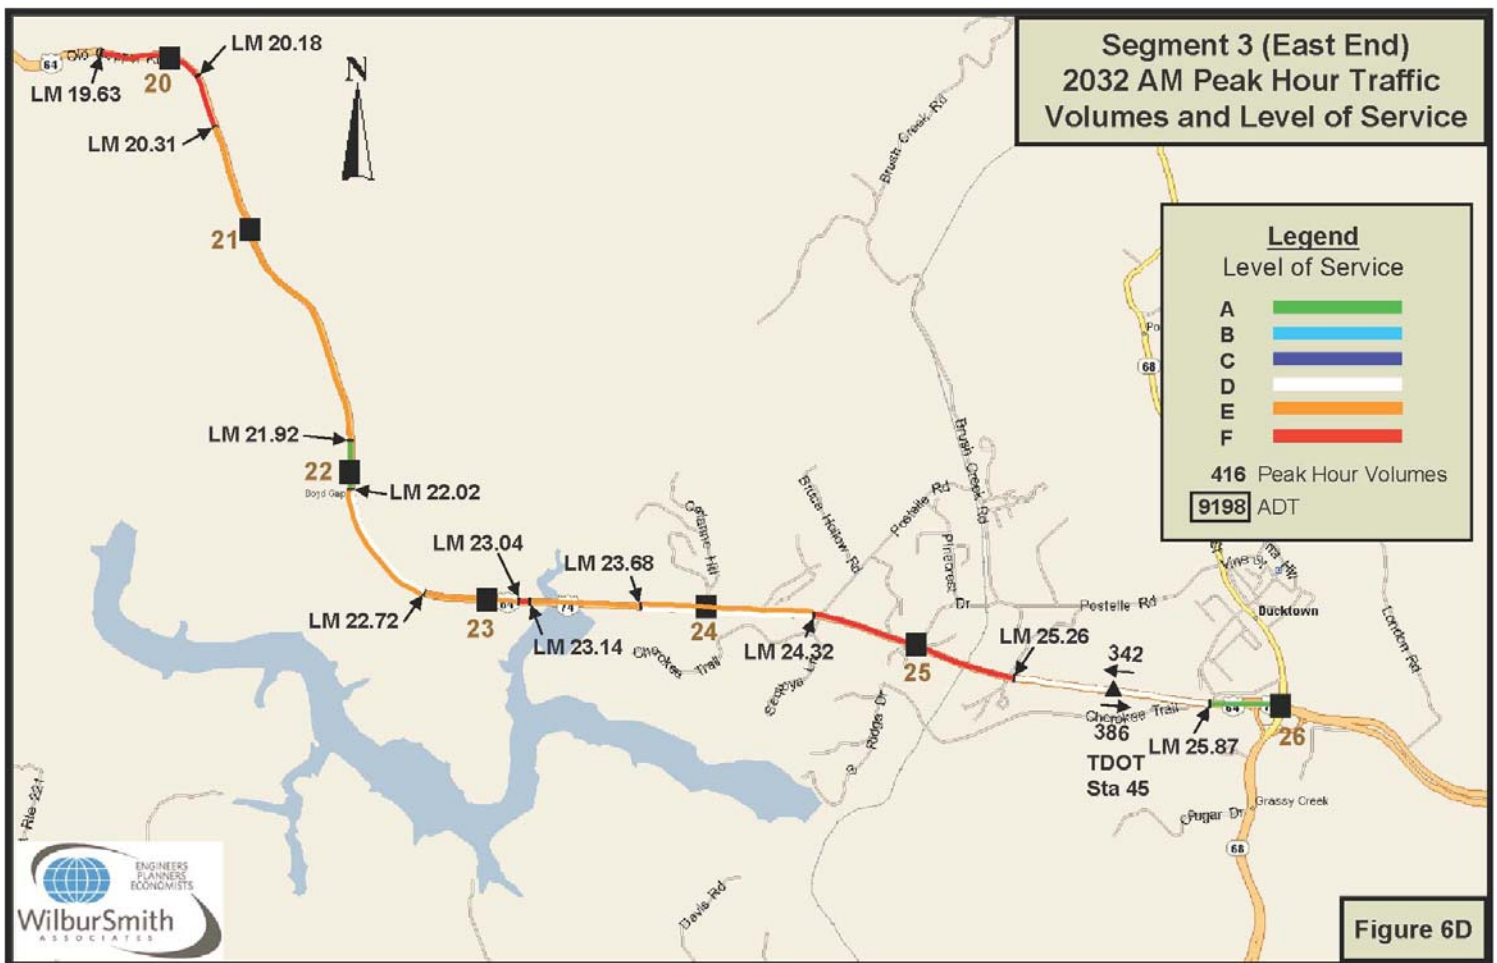 Segment 3 (East End)
2032 AM Peak Hour Traffic
Volumes and Level of Service
N
64
LM 19.63
20
LM 20.18
LM 20.31
21
LM 21.92
22
Boyd Gap
LM 22.02
LM 22.72
23
LM 23.04
64
LM 23.14
74
LM 23.68
24
LM 24.32
25
LM 25.26
342
386
TDOT
Sta 45
LM 25.87
64
26
Brush Creek Rd
Brush Creek Rd
Postelle Rd
Pinecrest
Dr
Postelle Rd
Hollow Rd
Hill
Cherokee Trail
Ridge Dr
Cherokee Trail
Ducktown
London Rd
Grassy Creek
Dr
68
68
Davis Rd
Rte 221
Legend
Level of Service
A
B
C
D
E
F
416 Peak Hour Volumes
9198 ADT
ENGINEERS
PLANNERS
ECONOMISTS
WilburSmith
ASSOCIATES
Figure 6D